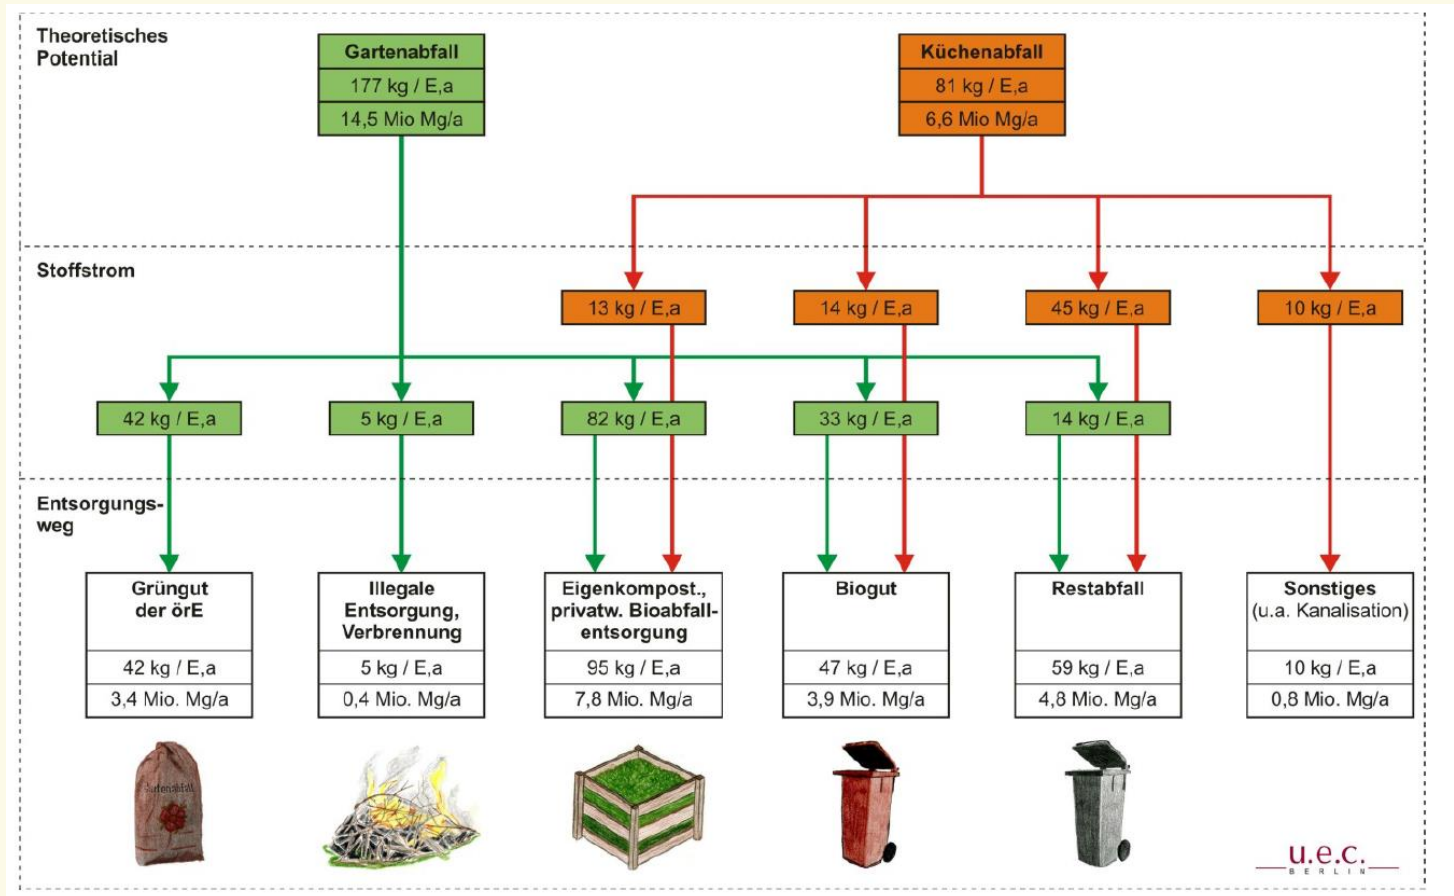 Theoretisches
Potential
Gartenabfall
177 kg / E,a
14,5 Mio Mg/a
Küchenabfall
81 kg / E,a
6,6 Mio Mg/a
Stoffstrom
13 kg / E,a
14 kg / E,a
45 kg / E,a
10 kg / E,a
42 kg / E,a
5 kg / E,a
82 kg / E,a
33 kg / E,a
14 kg / E,a
Entsorgungs-
weg
Grüngut
der örE
42 kg / E,a
3,4 Mio. Mg/a
Illegale
Entsorgung,
Verbrennung
5 kg / E,a
0,4 Mio. Mg/a
Eigenkompost.,
privatw. Bioabfall-
entsorgung
95 kg / E,a
7,8 Mio. Mg/a
Biogut
47 kg / E,a
3,9 Mio. Mg/a
Restabfall
59 kg / E,a
4,8 Mio. Mg/a
Sonstiges
(u.a. Kanalisation)
10 kg / E,a
0,8 Mio. Mg/a
Gartenabfall
u.e.c.
BERLIN